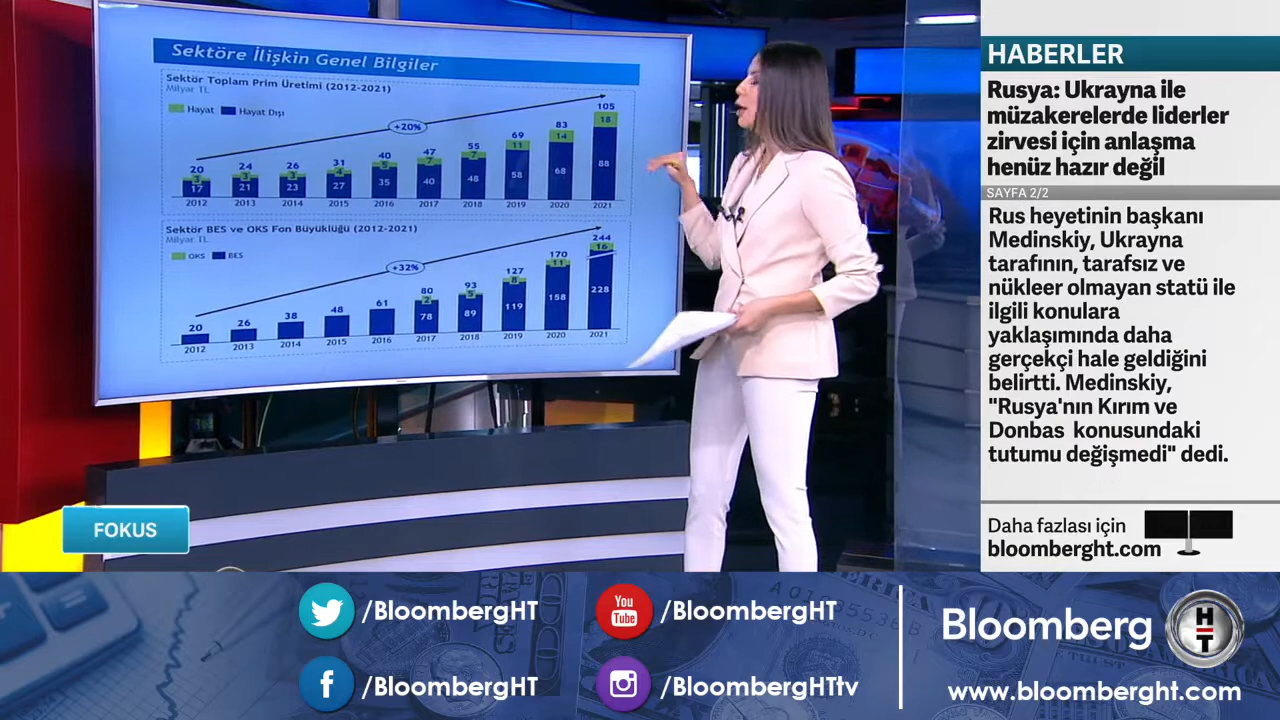 Sektöre İlişkin Genel Bilgiler
Sektör Toplam Prim Üretimi (2012-2021)
Milyar TL
Hayat Hayat Dışı
+20%
20 24 26 31 40 47 55 69 83 105
3 3 3 4 5 7 7 11 14 18
17 21 23 27 35 40 48 58 68 88
2012 2013 2014 2015 2016 2017 2018 2019 2020 2021
Sektör BES ve OKS Fon Büyüklüğü (2012-2021)
Milyar TL
OKS BES
+32%
20 26 38 48 61 80 93 127 170 244
2 5 8 11 16
78 89 119 158 228
2012 2013 2014 2015 2016 2017 2018 2019 2020 2021
FOKUS
HABERLER
Rusya: Ukrayna ile
müzakerelerde liderler
zirvesi için anlaşma
henüz hazır değil
SAYFA 2/2
Rus heyetinin başkanı
Medinskiy, Ukrayna
tarafının, tarafsız ve
nükleer olmayan statü ile
ilgili konulara
yaklaşımında daha
gerçekçi hale geldiğini
belirtti. Medinskiy,
"Rusya'nın Kırım ve
Donbas konusundaki
tutumu değişmedi" dedi.
Daha fazlası için
bloomberght.com
/BloombergHT
You
Tube
/BloombergHT
/BloombergHT
/BloombergHTtv
Bloomberg
HT
www.bloomberght.com